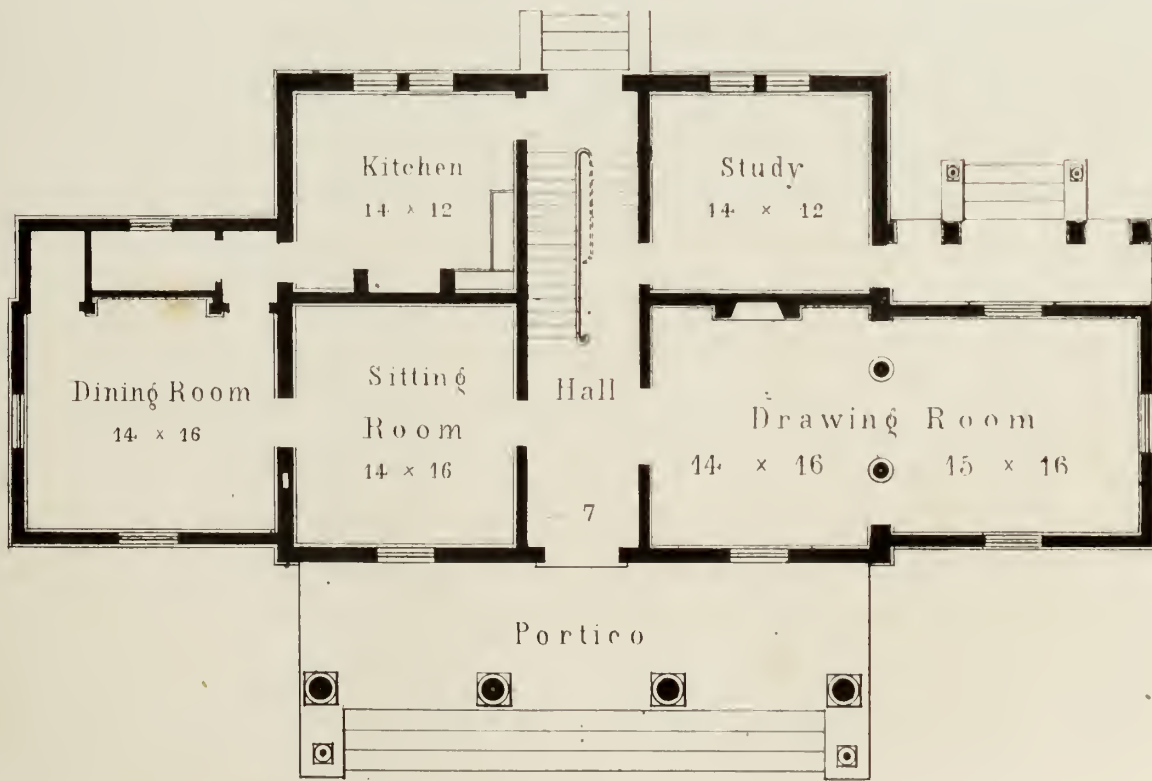 Kitchen
14 × 12
Study
14 × 12
Dining Room
14 × 16
Sitting
Room
14 × 16
Hall
7
Drawing Room
14 × 16
15 × 16
Portico